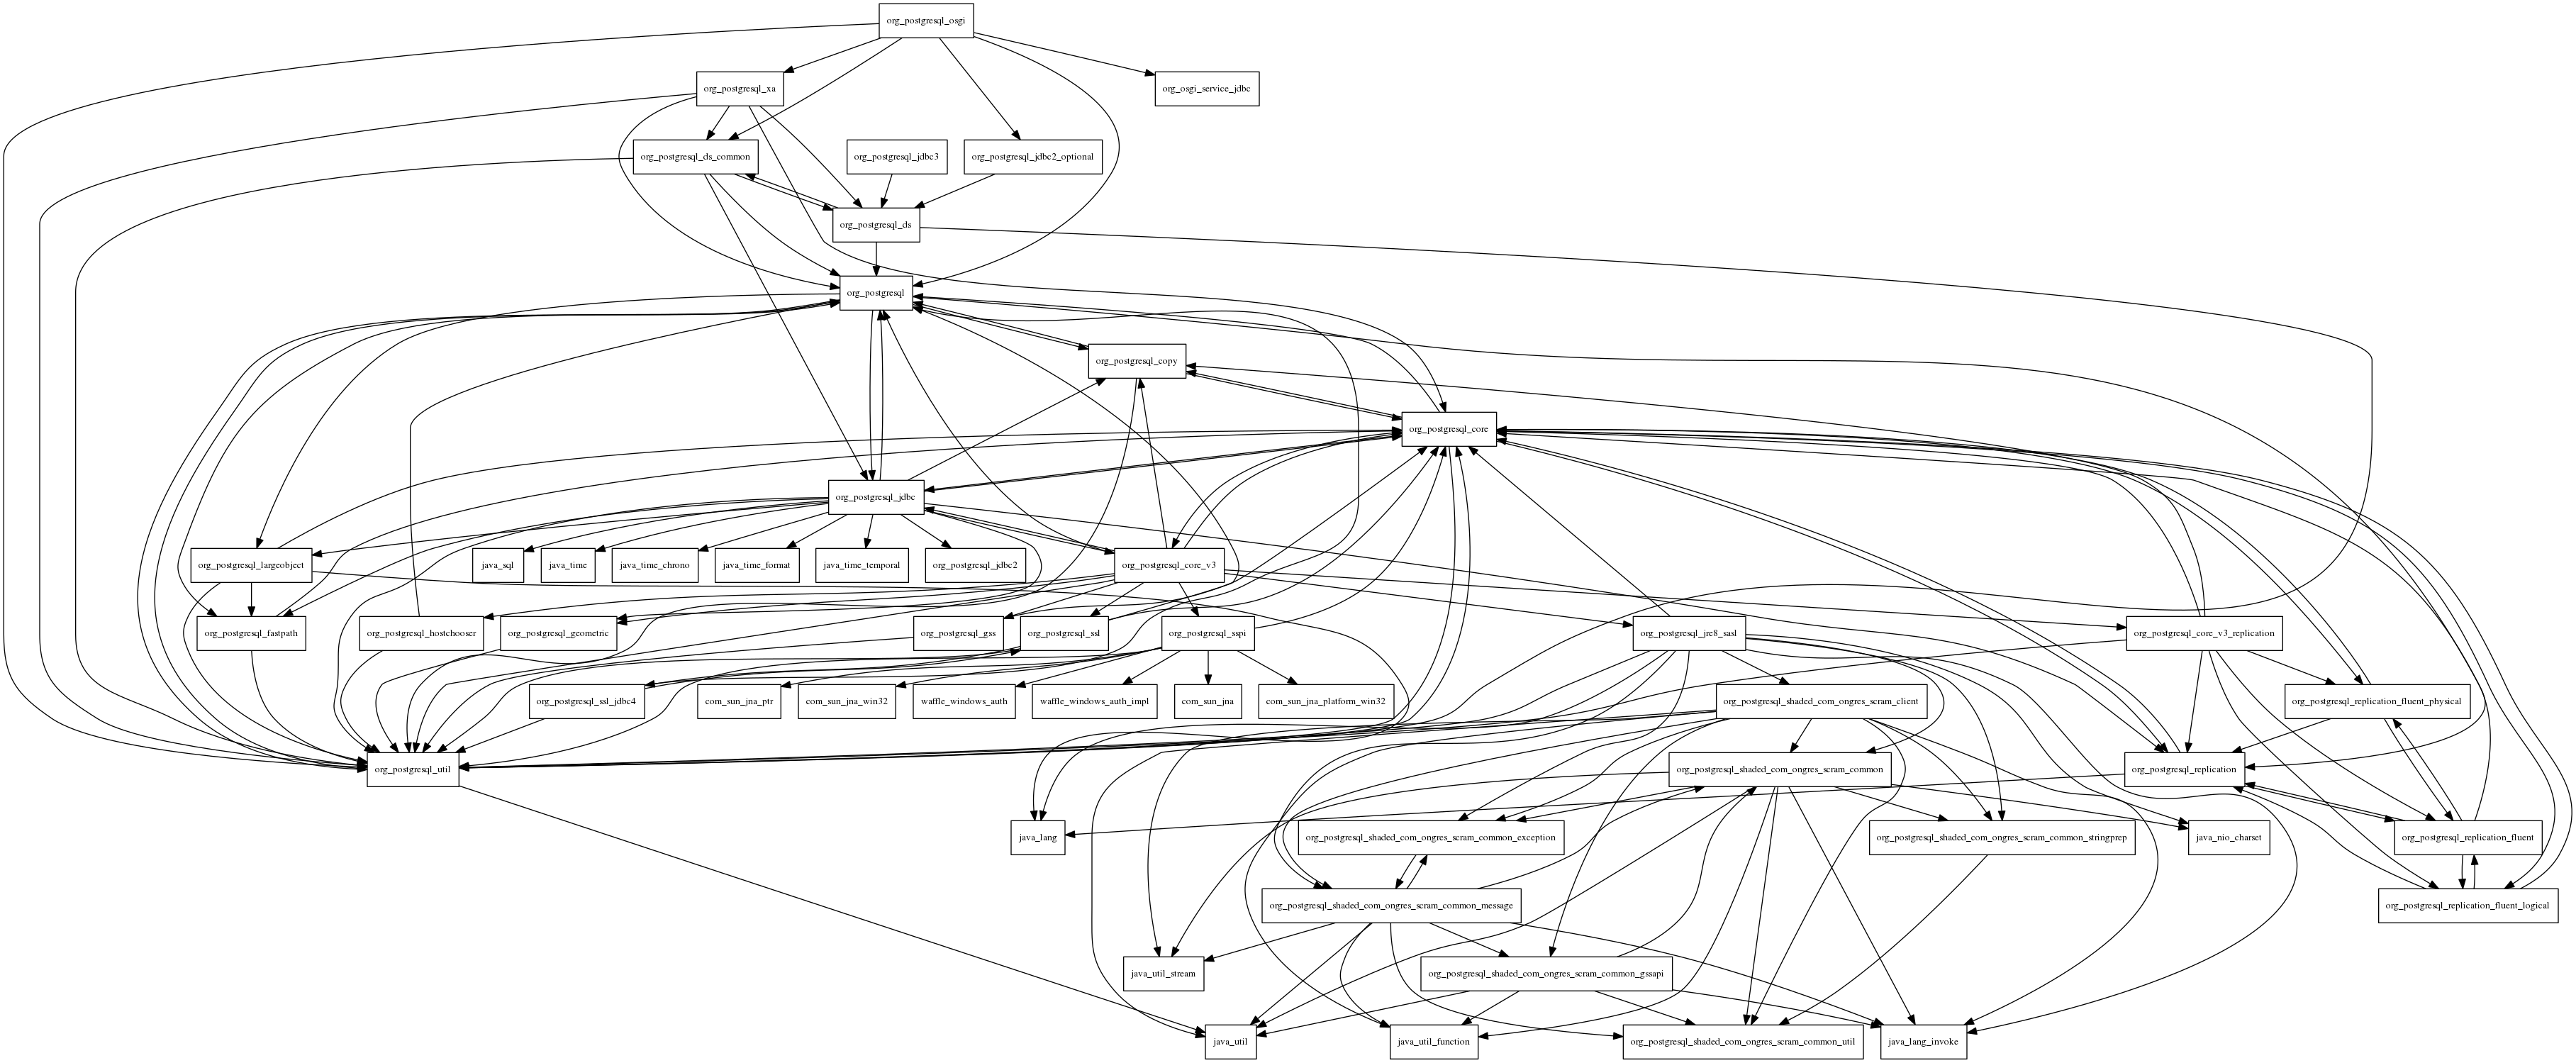 org_postgresql_osgi
org_postgresql_xa
org_osgi_service_jdbc
org_postgresql_ds_common
org_postgresql_jdbc3
org_postgresql_jdbc2_optional
org_postgresql_ds
org_postgresql
org_postgresql_copy
org_postgresql_core
org_postgresql_jdbc
org_postgresql_largeobject
java_sql
java_time
java_time_chrono
java_time_format
java_time_temporal
org_postgresql_jdbc2
org_postgresql_core_v3
org_postgresql_fastpath
org_postgresql_hostchooser
org_postgresql_geometric
org_postgresql_gss
org_postgresql_ssl
org_postgresql_sspi
org_postgresql_jre8_sasl
org_postgresql_core_v3_replication
org_postgresql_ssl_jdbc4
com_sun_jna_ptr
com_sun_jna_win32
waffle_windows_auth
waffle_windows_auth_impl
com_sun_jna
com_sun_jna_platform_win32
org_postgresql_shaded_com_ongres_scram_client
org_postgresql_replication_fluent_physical
org_postgresql_util
org_postgresql_shaded_com_ongres_scram_common
org_postgresql_replication
java_lang
org_postgresql_shaded_com_ongres_scram_common_exception
org_postgresql_shaded_com_ongres_scram_common_stringprep
java_nio_charset
org_postgresql_replication_fluent
org_postgresql_shaded_com_ongres_scram_common_message
org_postgresql_replication_fluent_logical
java_util_stream
org_postgresql_shaded_com_ongres_scram_common_gssapi
java_util
java_util_function
org_postgresql_shaded_com_ongres_scram_common_util
java_lang_invoke